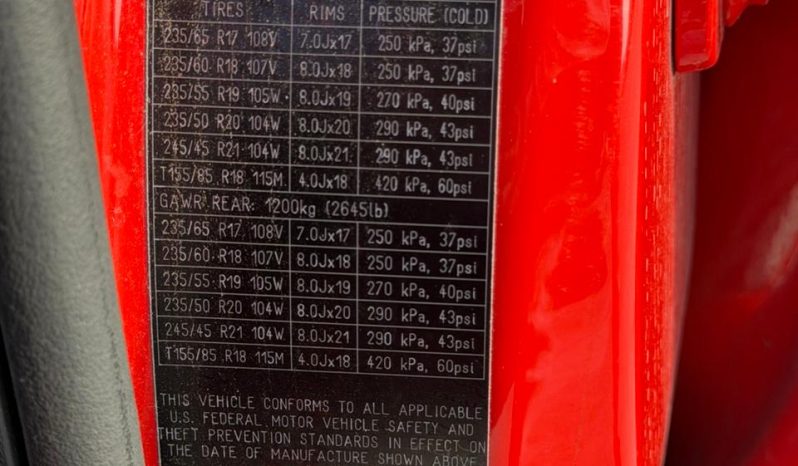 TIRES RIMS PRESSURE (COLD)
235/65 R17 108V 7.0Jx17 250 kPa, 37psi
235/60 R18 107V 8.0Jx18 250 kPa, 37psi
235/55 R19 105W 8.0Jx19 270 kPa, 40psi
235/50 R20 104W 8.0Jx20 290 kPa, 43psi
245/45 R21 104W 8.0Jx21 290 kPa, 43psi
T155/85 R18 115M 4.0Jx18 420 kPa, 60psi
GAWR REAR: 1200kg (2645lb)
235/65 R17 108V 7.0Jx17 250 kPa, 37psi
235/60 R18 107V 8.0Jx18 250 kPa, 37psi
235/55 R19 105W 8.0Jx19 270 kPa, 40psi
235/50 R20 104W 8.0Jx20 290 kPa, 43psi
245/45 R21 104W 8.0Jx21 290 kPa, 43psi
T155/85 R18 115M 4.0Jx18 420 kPa, 60psi
THIS VEHICLE CONFORMS TO ALL APPLICABLE
U.S. FEDERAL MOTOR VEHICLE SAFETY AND
THEFT PREVENTION STANDARDS IN EFFECT ON
THE DATE OF MANUFACTURE SHOWN ABOVE